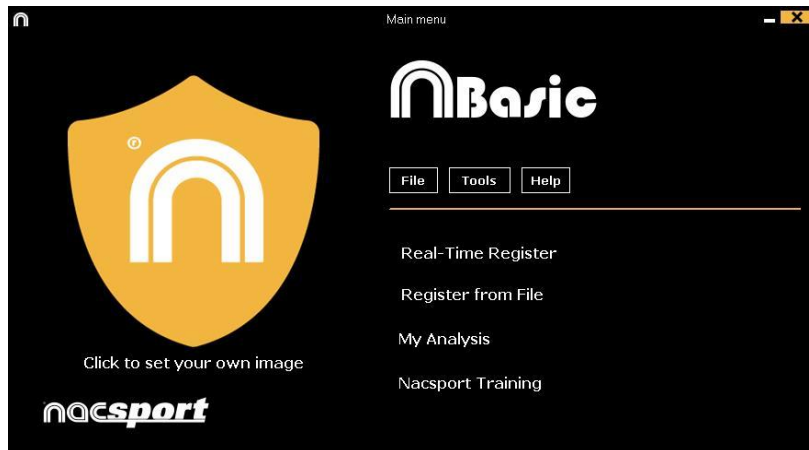 Main menu
Basic
File Tools Help
Real-Time Register
Register from File
My Analysis
Nacsport Training
Click to set your own image
nacsport